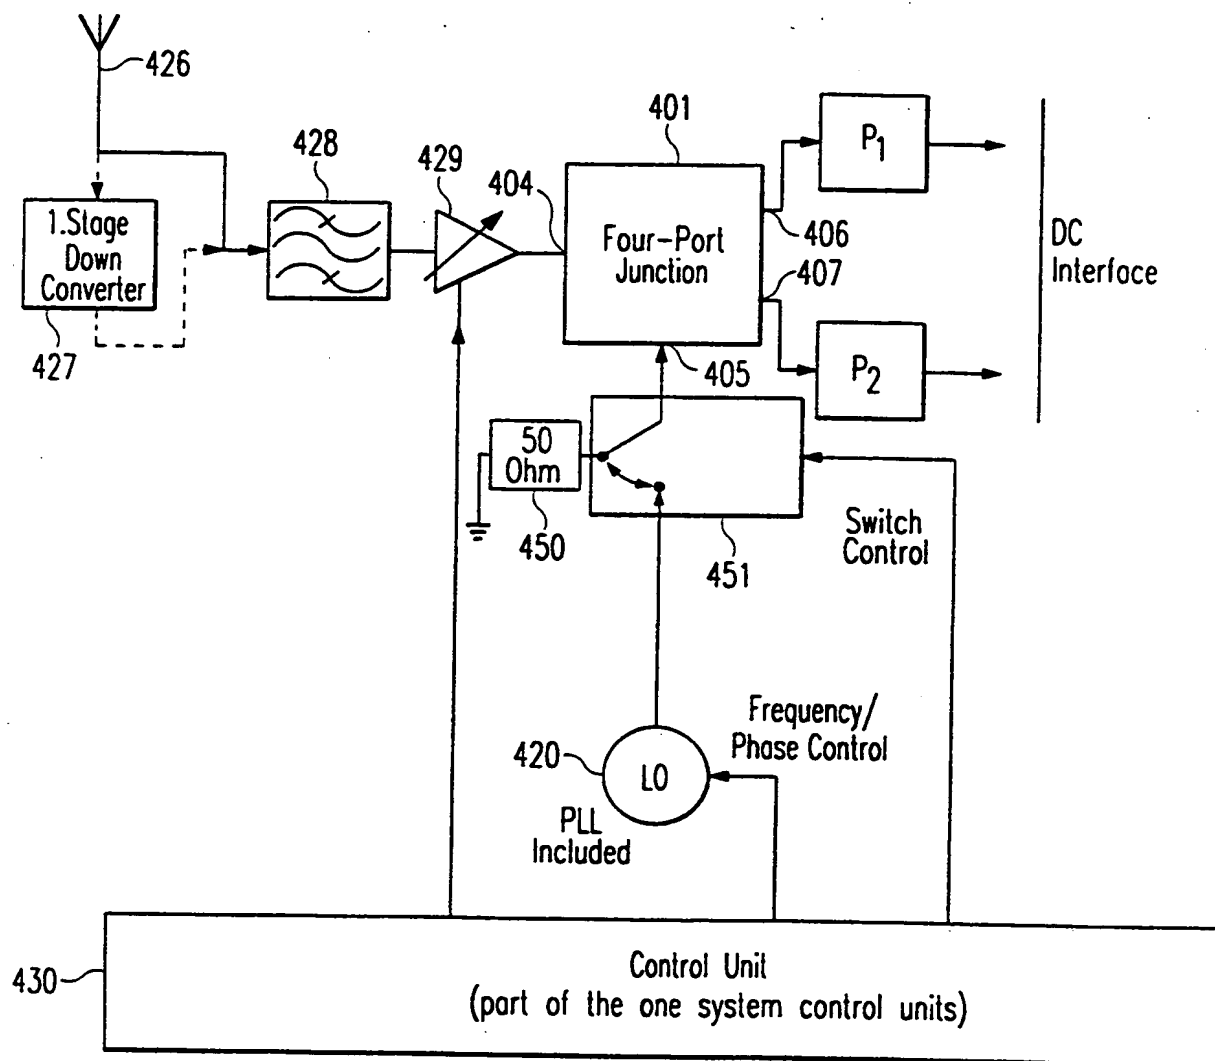 426
401
P1
428
429
404
1.Stage
Down
Converter
Four-Port
Junction
406
407
DC
Interface
427
405
P2
50
Ohm
450
451
Switch
Control
Frequency/
Phase Control
420
LO
PLL
Included
430
Control Unit
(part of the one system control units)